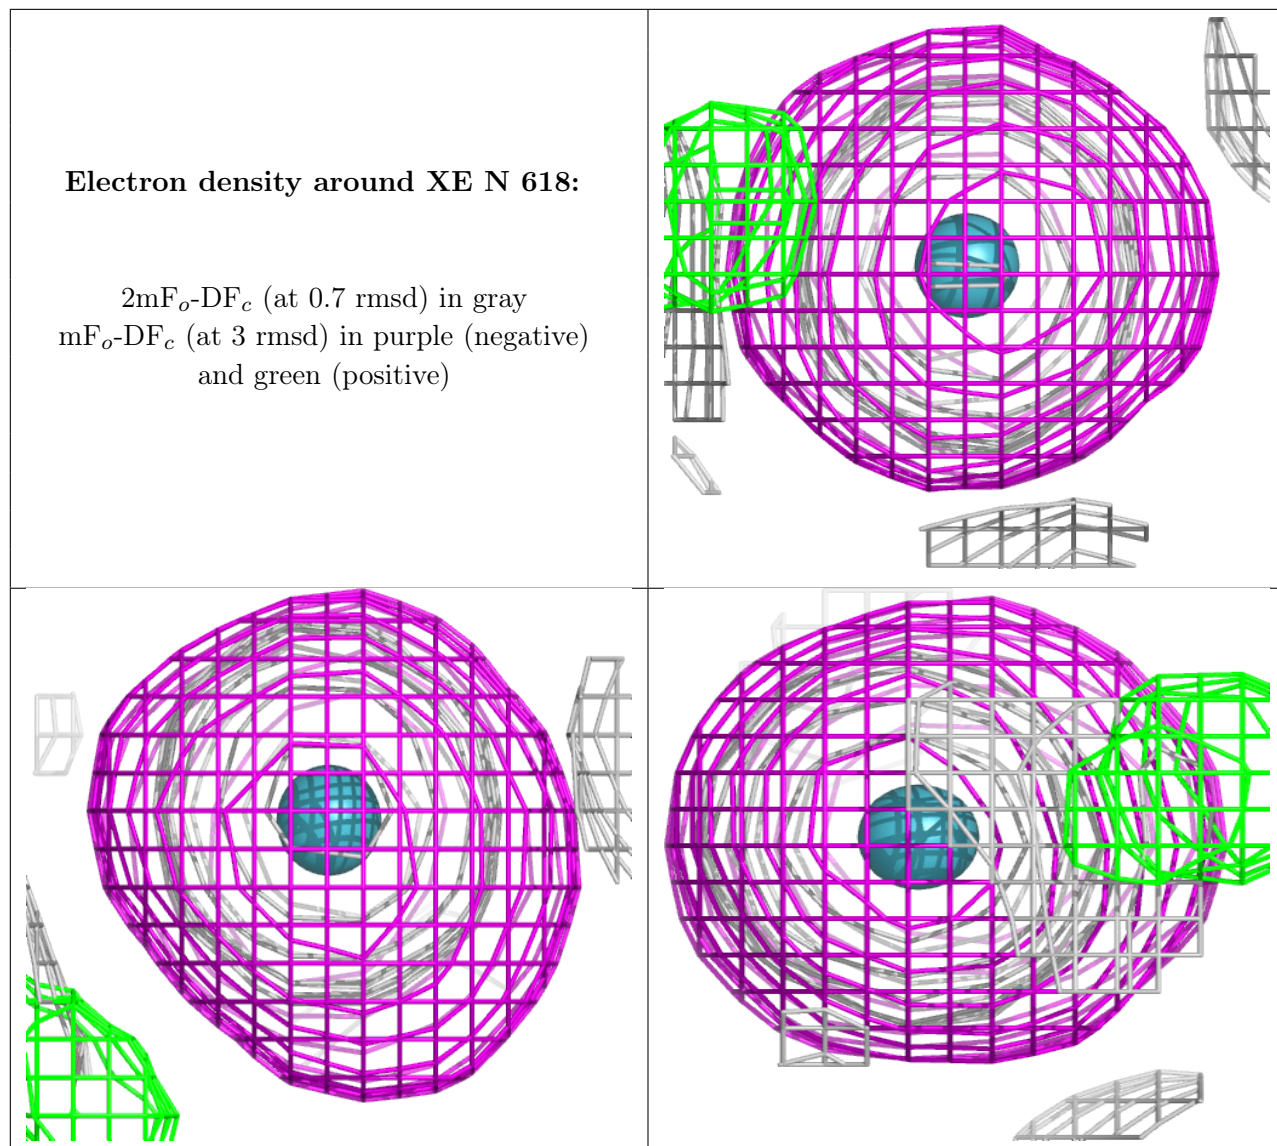 Electron density around XE N 618:
2mFo-DFc (at 0.7 rmsd) in gray
mFo-DFc (at 3 rmsd) in purple (negative)
and green (positive)